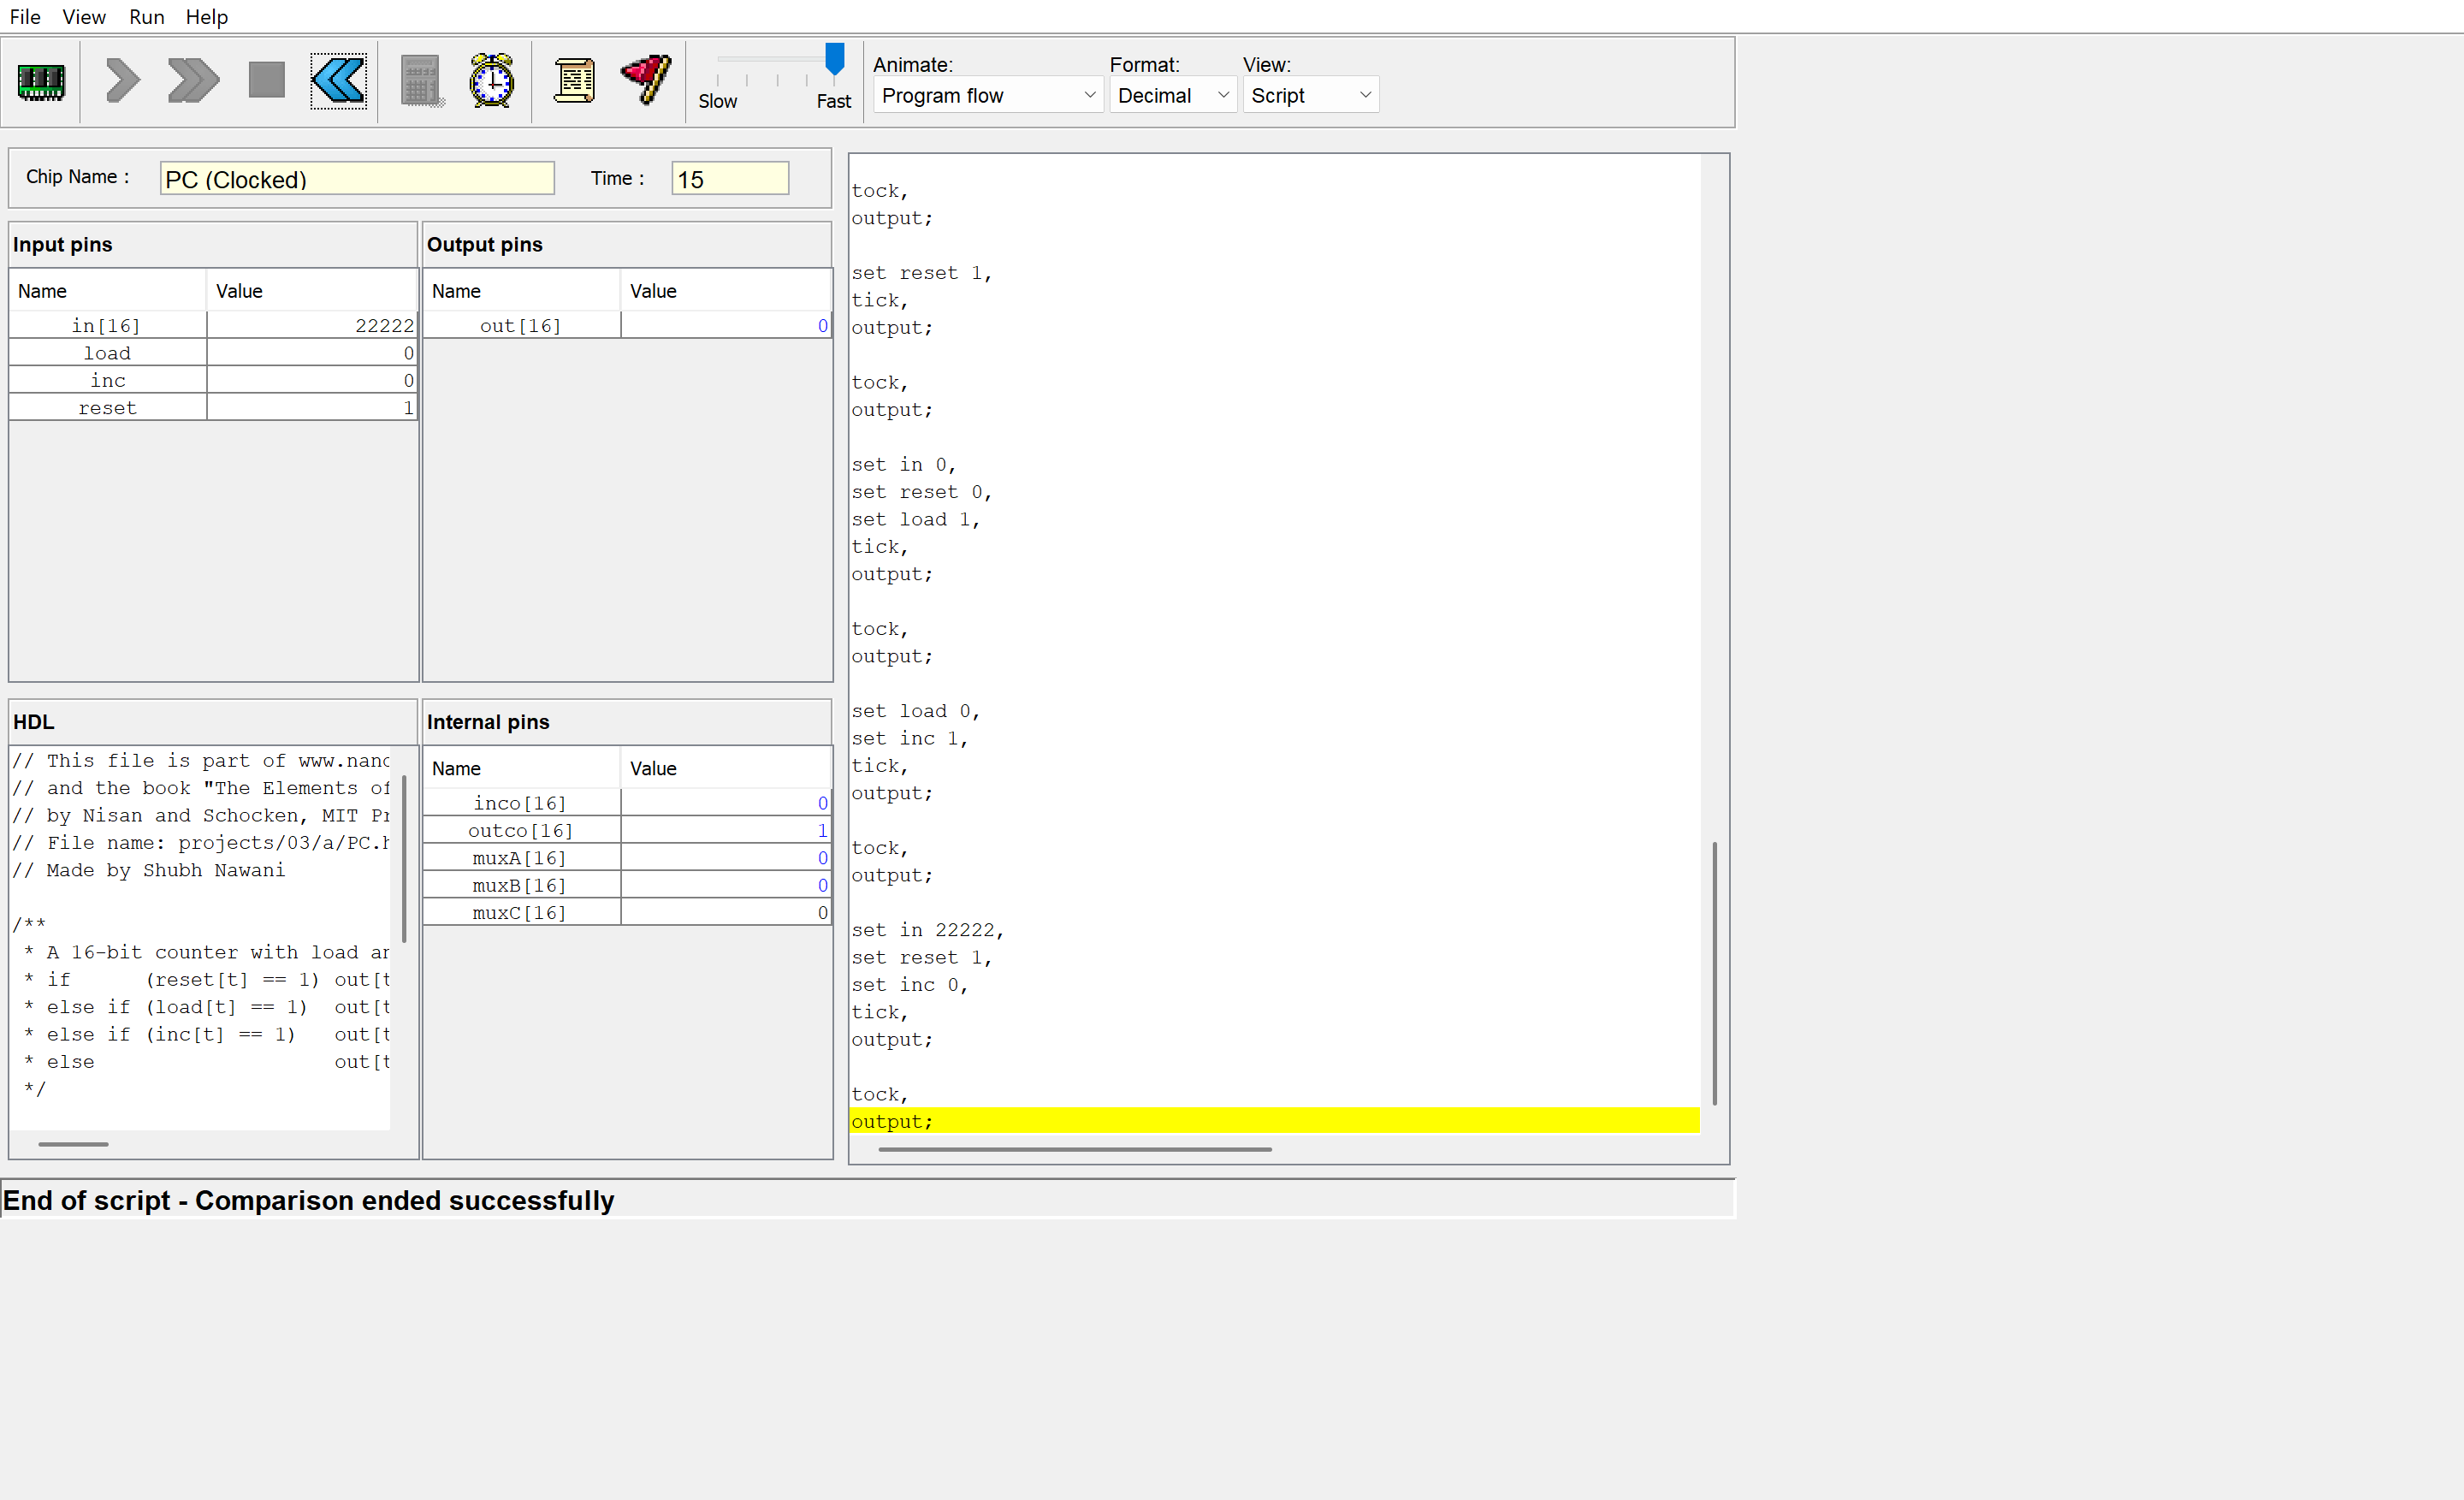 File View Run Help
Animate: Format: View:
Slow Fast Program flow Decimal Script
Chip Name : PC (Clocked) Time : 15
Input pins
Name Value
in[16] 22222
load 0
inc 0
reset 1
Output pins
Name Value
out[16] 0
HDL
// This file is part of www.nanc
// and the book "The Elements of
// by Nisan and Schocken, MIT Pr
// File name: projects/03/a/PC.h
// Made by Shubh Nawani
/**
* A 16-bit counter with load an
* if (reset[t] == 1) out[t
* else if (load[t] == 1) out[t
* else if (inc[t] == 1) out[t
* else out[t
*/
Internal pins
Name Value
inco[16] 0
outco[16] 1
muxA[16] 0
muxB[16] 0
muxC[16] 0
tock,
output;
set reset 1,
tick,
output;
tock,
output;
set in 0,
set reset 0,
set load 1,
tick,
output;
tock,
output;
set load 0,
set inc 1,
tick,
output;
tock,
output;
set in 22222,
set reset 1,
set inc 0,
tick,
output;
tock,
output;
End of script - Comparison ended successfully